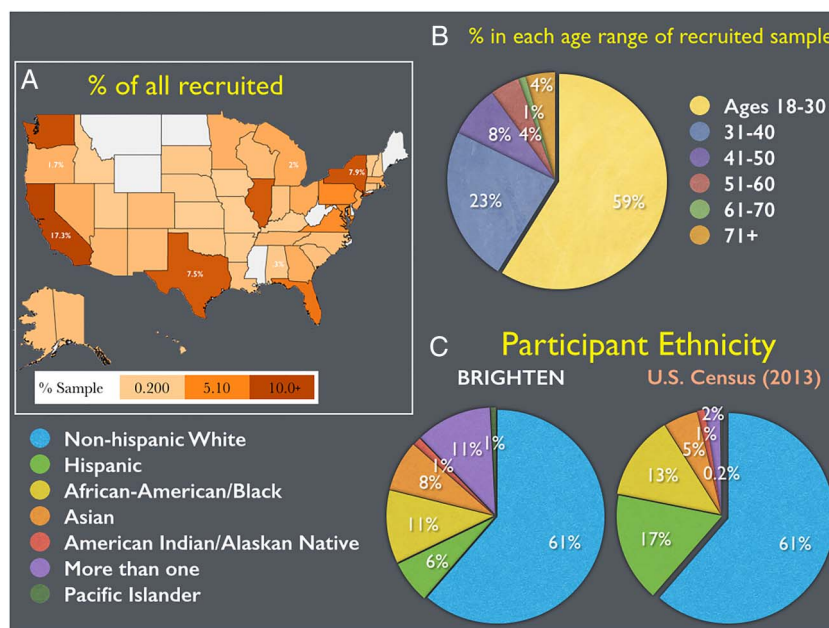 A
% of all recruited
1.7%
2%
7.9%
17.3%
7.5%
.3%
% Sample
0.200
5.10
10.0+
B
% in each age range of recruited sample
4%
1%
4%
8%
23%
59%
Ages 18-30
31-40
41-50
51-60
61-70
71+
C
Participant Ethnicity
BRIGHTEN
U.S. Census (2013)
Non-hispanic White
Hispanic
African-American/Black
Asian
American Indian/Alaskan Native
More than one
Pacific Islander
11%
1%
1%
8%
11%
6%
61%
2%
1%
5%
0.2%
13%
17%
61%